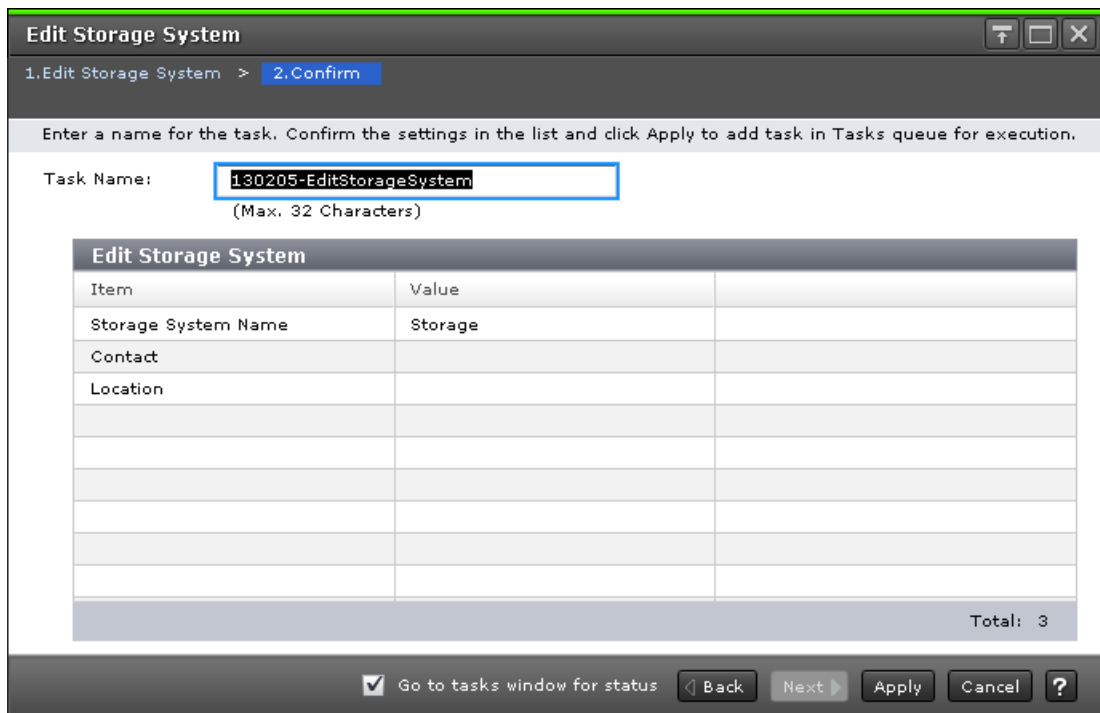 Edit Storage System
1.Edit Storage System > 2.Confirm
Enter a name for the task. Confirm the settings in the list and click Apply to add task in Tasks queue for execution.
Task Name: 130205-EditStorageSystem
(Max. 32 Characters)
Edit Storage System
Item Value
Storage System Name Storage
Contact
Location
Total: 3
Go to tasks window for status Back Next Apply Cancel ?